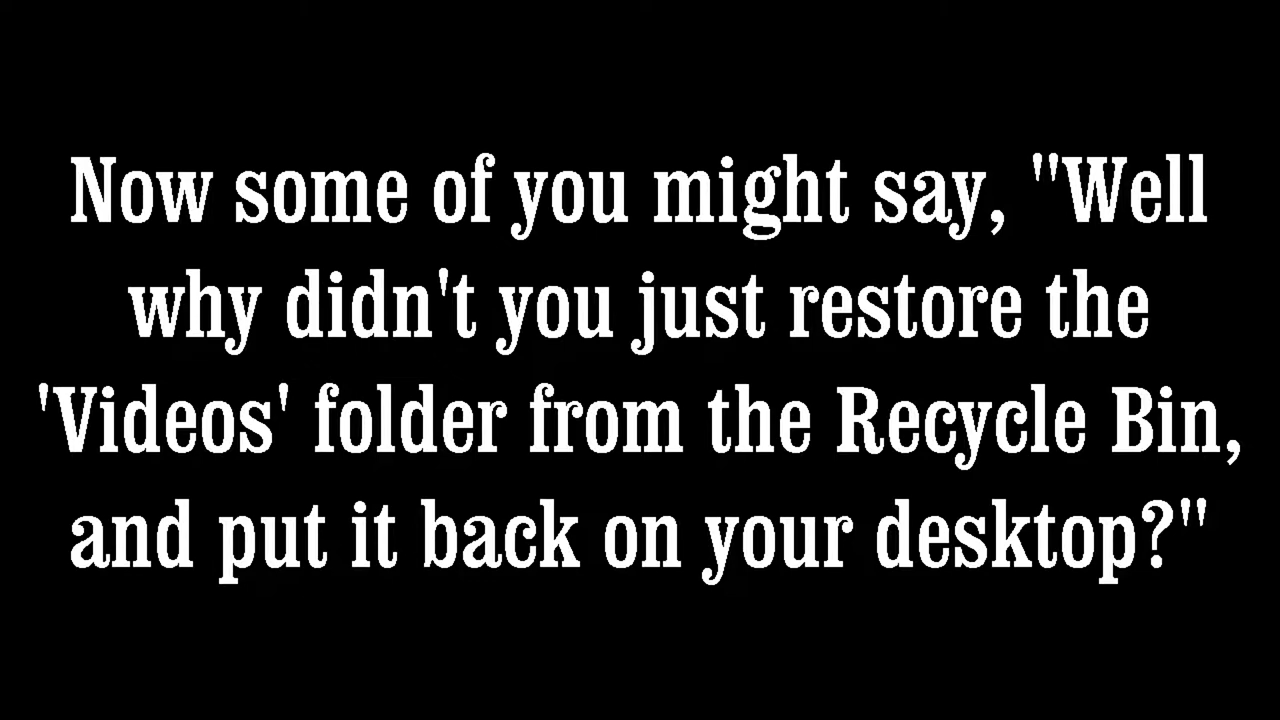 Now some of you might say, "Well
why didn't you just restore the
'Videos' folder from the Recycle Bin,
and put it back on your desktop?"